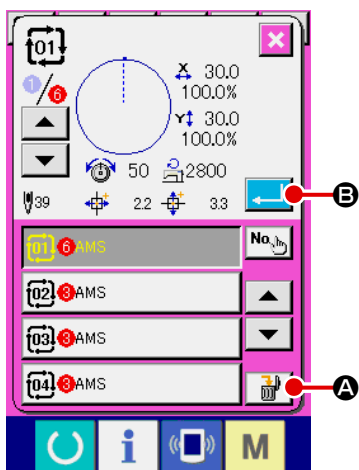 01
X 30.0
100.0%
1/6
Y 30.0
100.0%
50 2800
39 2.2 3.3
B
01 6 AMS
No.
02 3 AMS
03 3 AMS
04 3 AMS
A
i M